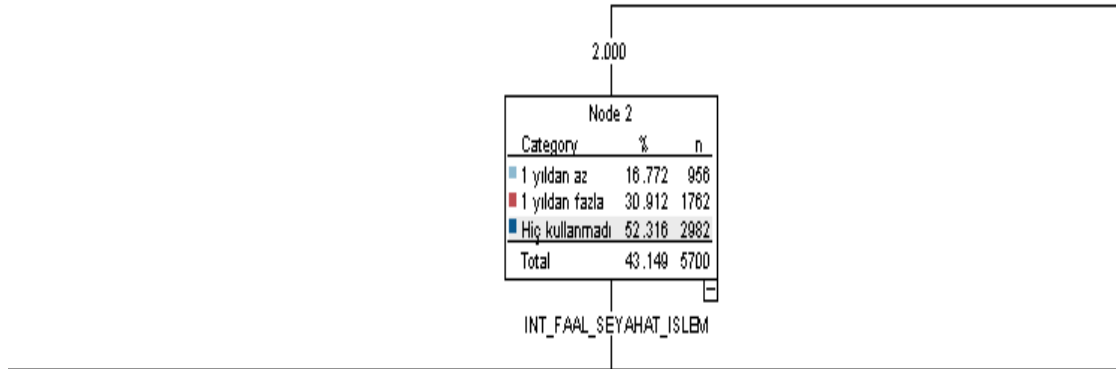 2.000
Node 2
Category % n
1 yıldan az 16.772 956
1 yıldan fazla 30.912 1762
Hiç kullanmadı 52.316 2982
Total 43.149 5700
INT_FAAL_SEYAHAT_ISLEM